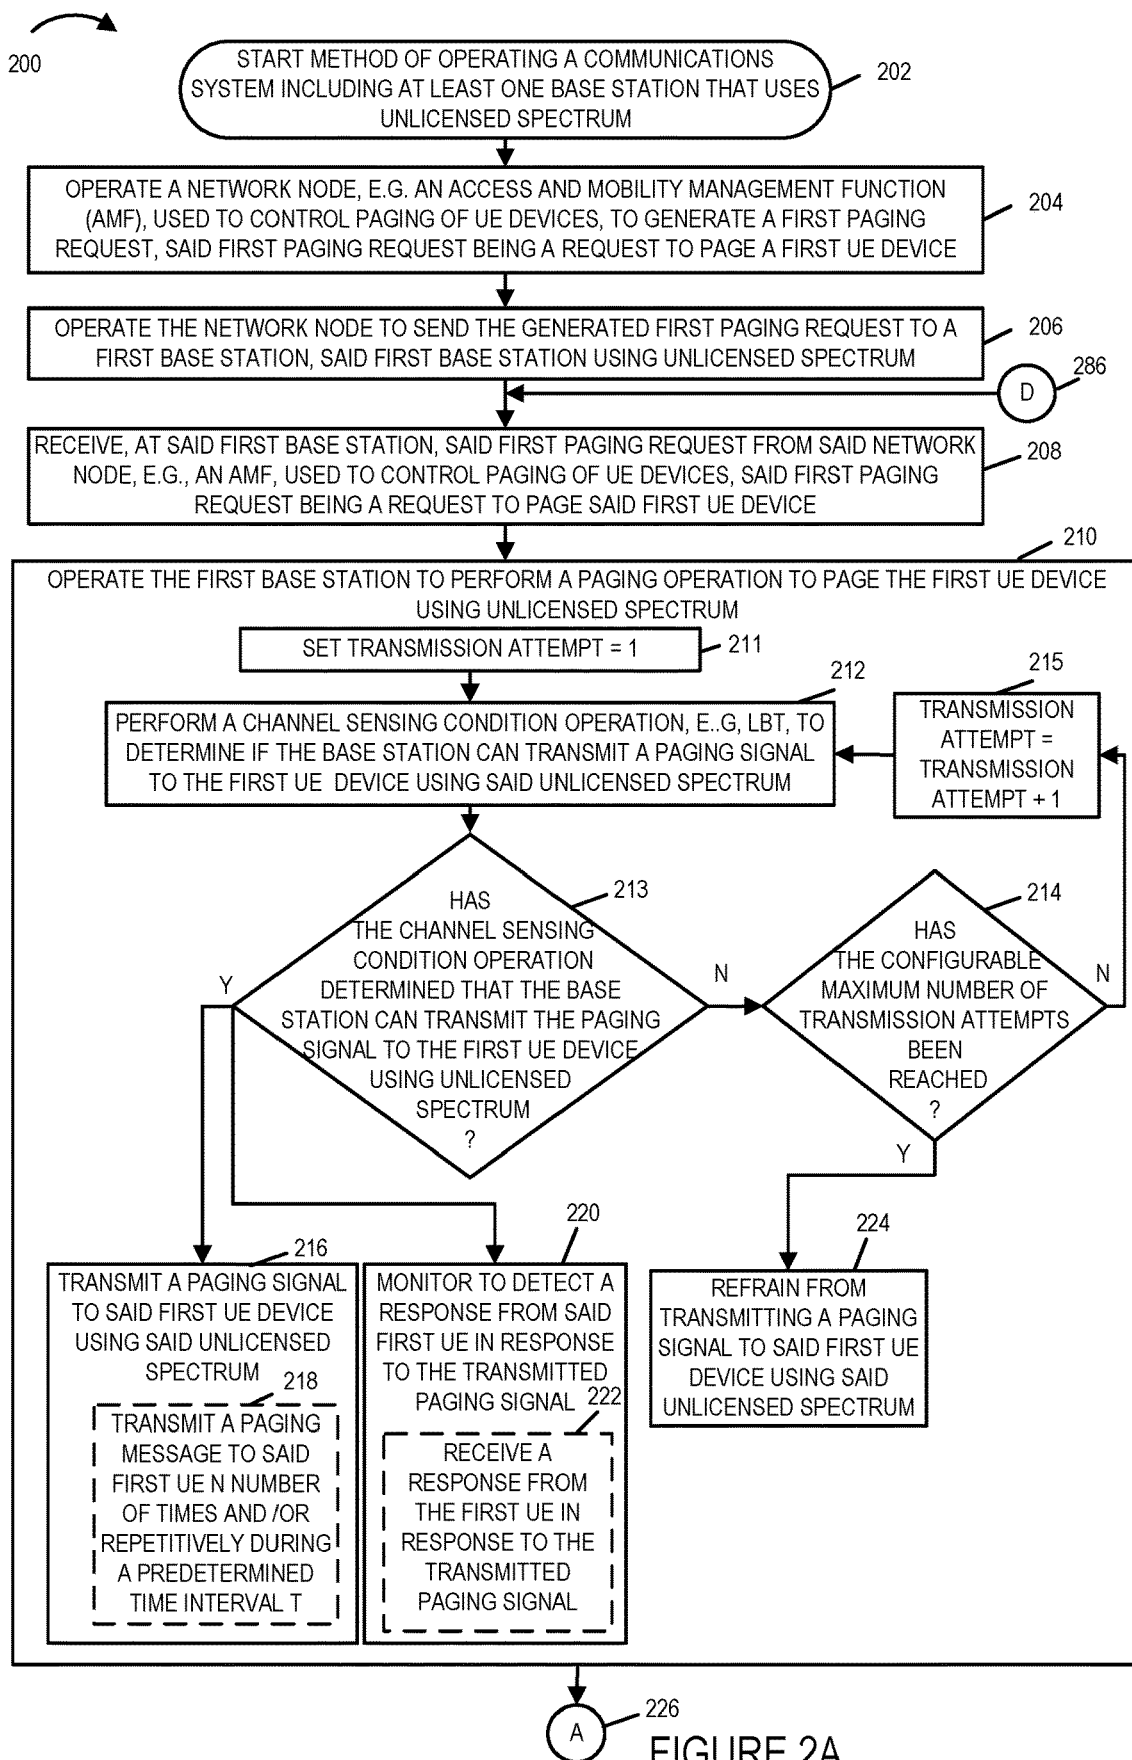 200
START METHOD OF OPERATING A COMMUNICATIONS
SYSTEM INCLUDING AT LEAST ONE BASE STATION THAT USES
UNLICENSED SPECTRUM
202
OPERATE A NETWORK NODE, E.G. AN ACCESS AND MOBILITY MANAGEMENT FUNCTION
(AMF), USED TO CONTROL PAGING OF UE DEVICES, TO GENERATE A FIRST PAGING
REQUEST, SAID FIRST PAGING REQUEST BEING A REQUEST TO PAGE A FIRST UE DEVICE
204
OPERATE THE NETWORK NODE TO SEND THE GENERATED FIRST PAGING REQUEST TO A
FIRST BASE STATION, SAID FIRST BASE STATION USING UNLICENSED SPECTRUM
206
D
286
RECEIVE, AT SAID FIRST BASE STATION, SAID FIRST PAGING REQUEST FROM SAID NETWORK
NODE, E.G., AN AMF, USED TO CONTROL PAGING OF UE DEVICES, SAID FIRST PAGING
REQUEST BEING A REQUEST TO PAGE SAID FIRST UE DEVICE
208
210
OPERATE THE FIRST BASE STATION TO PERFORM A PAGING OPERATION TO PAGE THE FIRST UE DEVICE
USING UNLICENSED SPECTRUM
SET TRANSMISSION ATTEMPT = 1
211
212
PERFORM A CHANNEL SENSING CONDITION OPERATION, E..G, LBT, TO
DETERMINE IF THE BASE STATION CAN TRANSMIT A PAGING SIGNAL
TO THE FIRST UE DEVICE USING SAID UNLICENSED SPECTRUM
215
TRANSMISSION
ATTEMPT =
TRANSMISSION
ATTEMPT + 1
213
HAS
THE CHANNEL SENSING
CONDITION OPERATION
DETERMINED THAT THE BASE
STATION CAN TRANSMIT THE PAGING
SIGNAL TO THE FIRST UE DEVICE
USING UNLICENSED
SPECTRUM
?
Y
N
214
HAS
THE CONFIGURABLE
MAXIMUM NUMBER OF
TRANSMISSION ATTEMPTS
BEEN
REACHED
?
N
Y
216
TRANSMIT A PAGING SIGNAL
TO SAID FIRST UE DEVICE
USING SAID UNLICENSED
SPECTRUM
218
TRANSMIT A PAGING
MESSAGE TO SAID
FIRST UE N NUMBER
OF TIMES AND /OR
REPETITIVELY DURING
A PREDETERMINED
TIME INTERVAL T
220
MONITOR TO DETECT A
RESPONSE FROM SAID
FIRST UE IN RESPONSE
TO THE TRANSMITTED
PAGING SIGNAL
222
RECEIVE A
RESPONSE FROM
THE FIRST UE IN
RESPONSE TO THE
TRANSMITTED
PAGING SIGNAL
224
REFRAIN FROM
TRANSMITTING A PAGING
SIGNAL TO SAID FIRST UE
DEVICE USING SAID
UNLICENSED SPECTRUM
A
226
FIGURE 2A